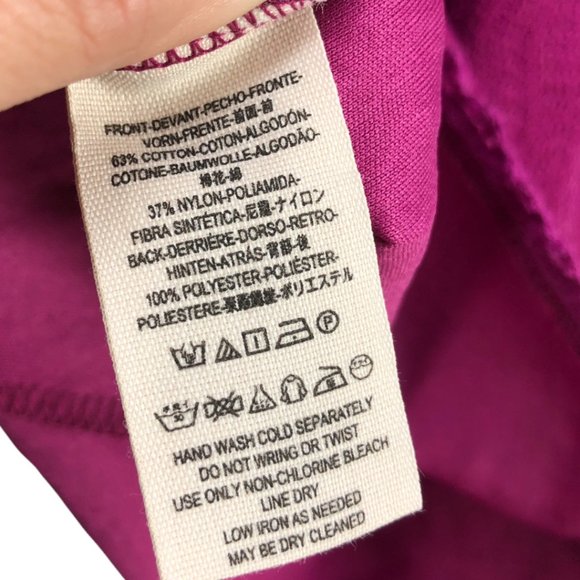 FRONT-DEVANT-PECHO-FRONTE-
VORN-FRENTE-前面-前
63% COTTON-COTON-ALGODÓN-
COTONE-BAUMWOLLE-ALGODÃO-
棉花-綿
37% NYLON-POLIAMIDA-
FIBRA SINTÉTICA-尼龍-ナイロン
BACK-DERRIÈRE-DORSO-RETRO-
HINTEN-ATRÁS-背部-後
100% POLYESTER-POLIÉSTER-
POLIESTERE-聚酯纖維-ポリエステル
P
30
HAND WASH COLD SEPARATELY
DO NOT WRING OR TWIST
USE ONLY NON-CHLORINE BLEACH
LINE DRY
LOW IRON AS NEEDED
MAY BE DRY CLEANED